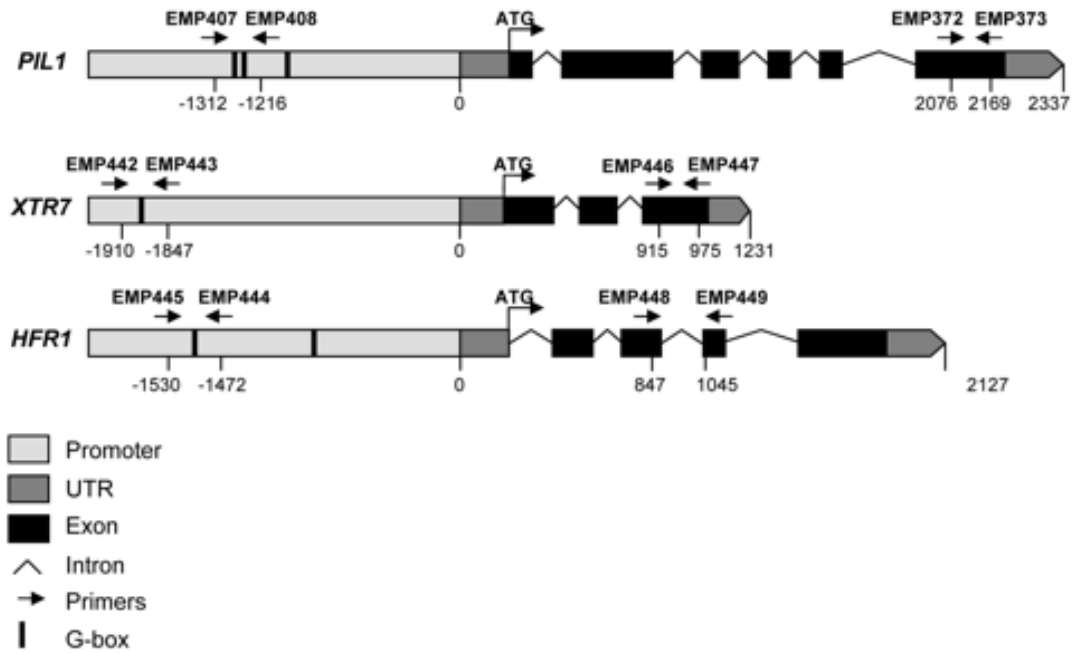 EMP407 EMP408 ATG EMP372 EMP373
PIL1
-1312 -1216 0 2076 2169 2337
EMP442 EMP443 ATG EMP446 EMP447
XTR7
-1910 -1847 0 915 975 1231
EMP445 EMP444 ATG EMP448 EMP449
HFR1
-1530 -1472 0 847 1045 2127
Promoter
UTR
Exon
Intron
Primers
G-box